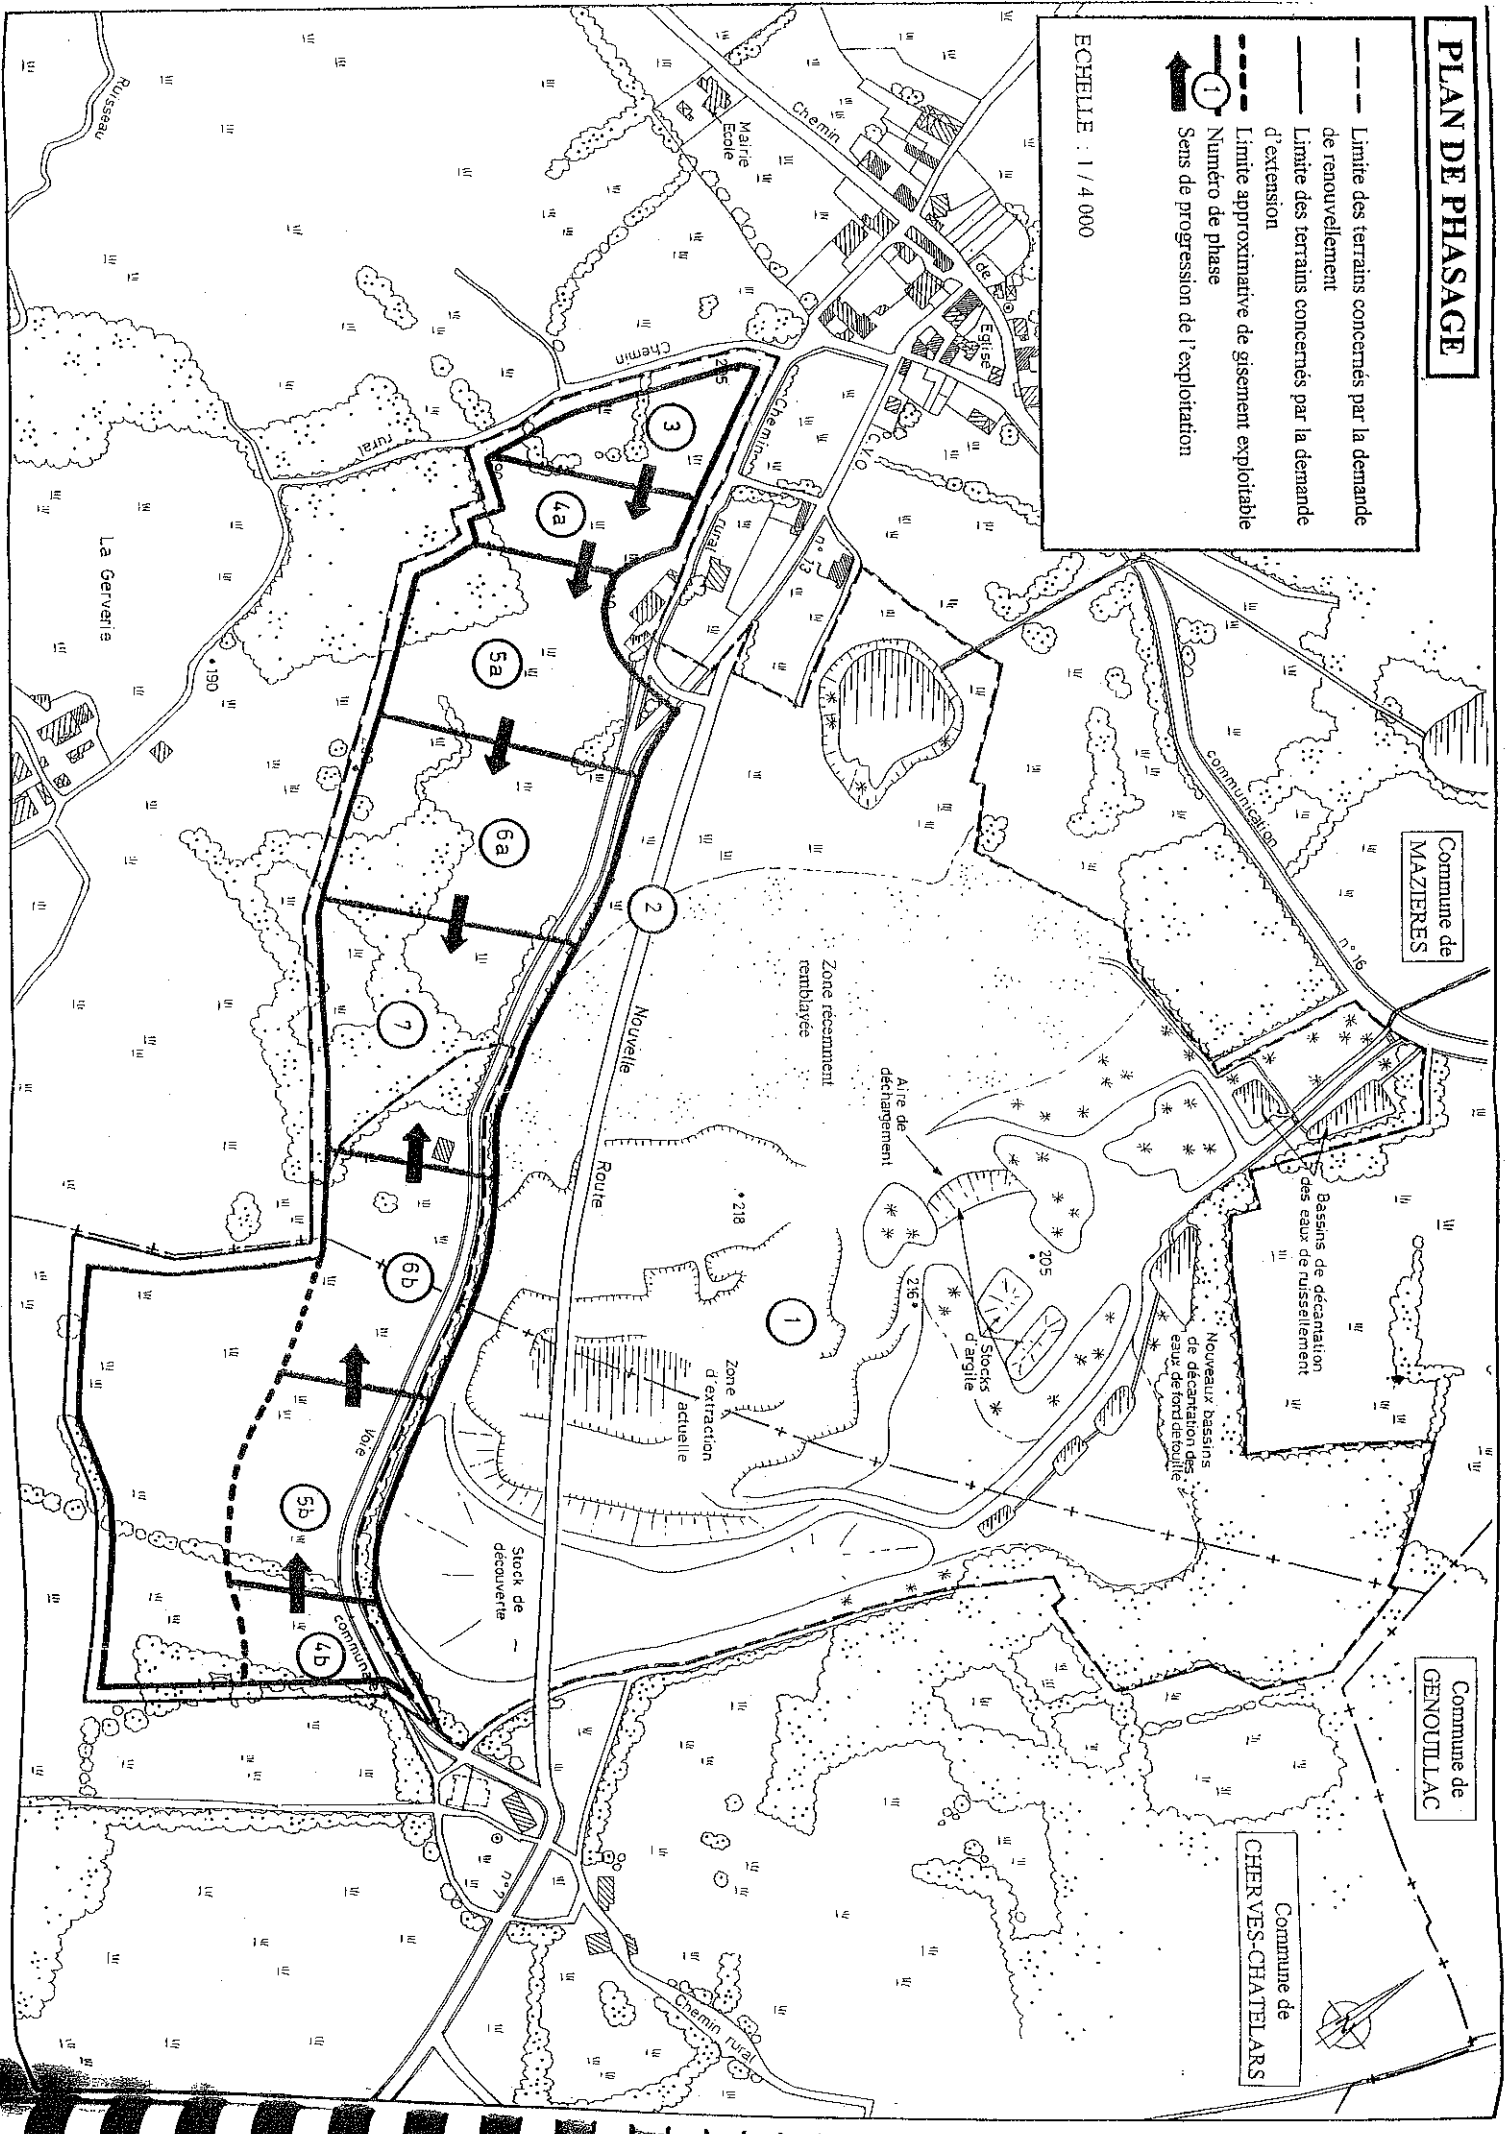 PLAN DE PHASAGE
Limite des terrains concernés par la demande
de renouvellement
Limite des terrains concernés par la demande
d'extension
Limite approximative de gisement exploitable
1
Numéro de phase
Sens de progression de l'exploitation
ECHELLE : 1 / 4 000
Commune de
MAZIERES
Commune de
GENOUILLAC
Commune de
CHERVES-CHATELARS
Ruisseau
Mairie
Ecole
Chemin
de
Eglise
C.V.O
n° 13
Chemin
rural
Chemin
rural
communication
n° 16
La Gerverie
190
3
4a
5a
6a
7
6b
5b
4b
2
1
Nouvelle
Route
Zone récemment
remblayée
Aire de
déchargement
218
205
216
Stocks
d'argile
Bassins de décantation
des eaux de ruissellement
Nouveaux bassins
de décantation des
eaux de fond de fouille
Zone
d'extraction
actuelle
Stock de
découverte
Voie
communa
n° 7
Chemin rural